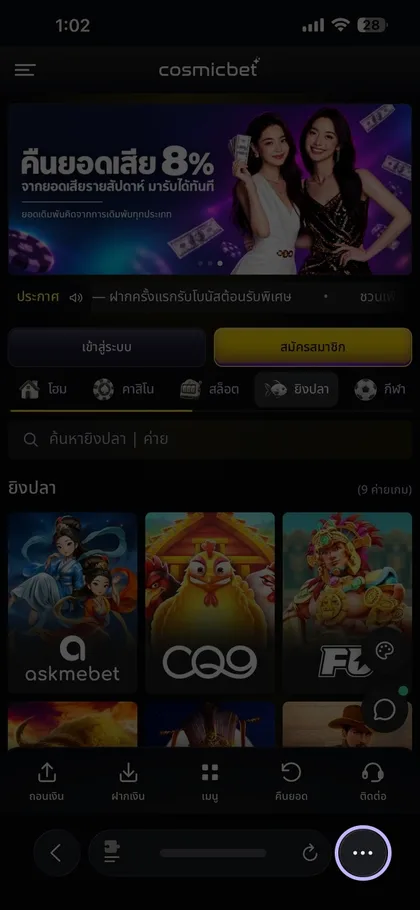 1:02
28
cosmicbet
คืนยอดเสีย 8%
จากยอดเสียรายสัปดาห์ มารับได้ทันที
ยอดเดิมพันคิดจากการเดิมพันทุกประเภท
ประกาศ — ฝากครั้งแรกรับโบนัสต้อนรับพิเศษ • ชวนเพื่
เข้าสู่ระบบ
สมัครสมาชิก
โฮม
คาสิโน
สล็อต
ยิงปลา
กีฬา
ค้นหายิงปลา | ค่าย
ยิงปลา
(9 ค่ายเกม)
askmebet
CQ9
ถอนเงิน
ฝากเงิน
เมนู
คืนยอด
ติดต่อ